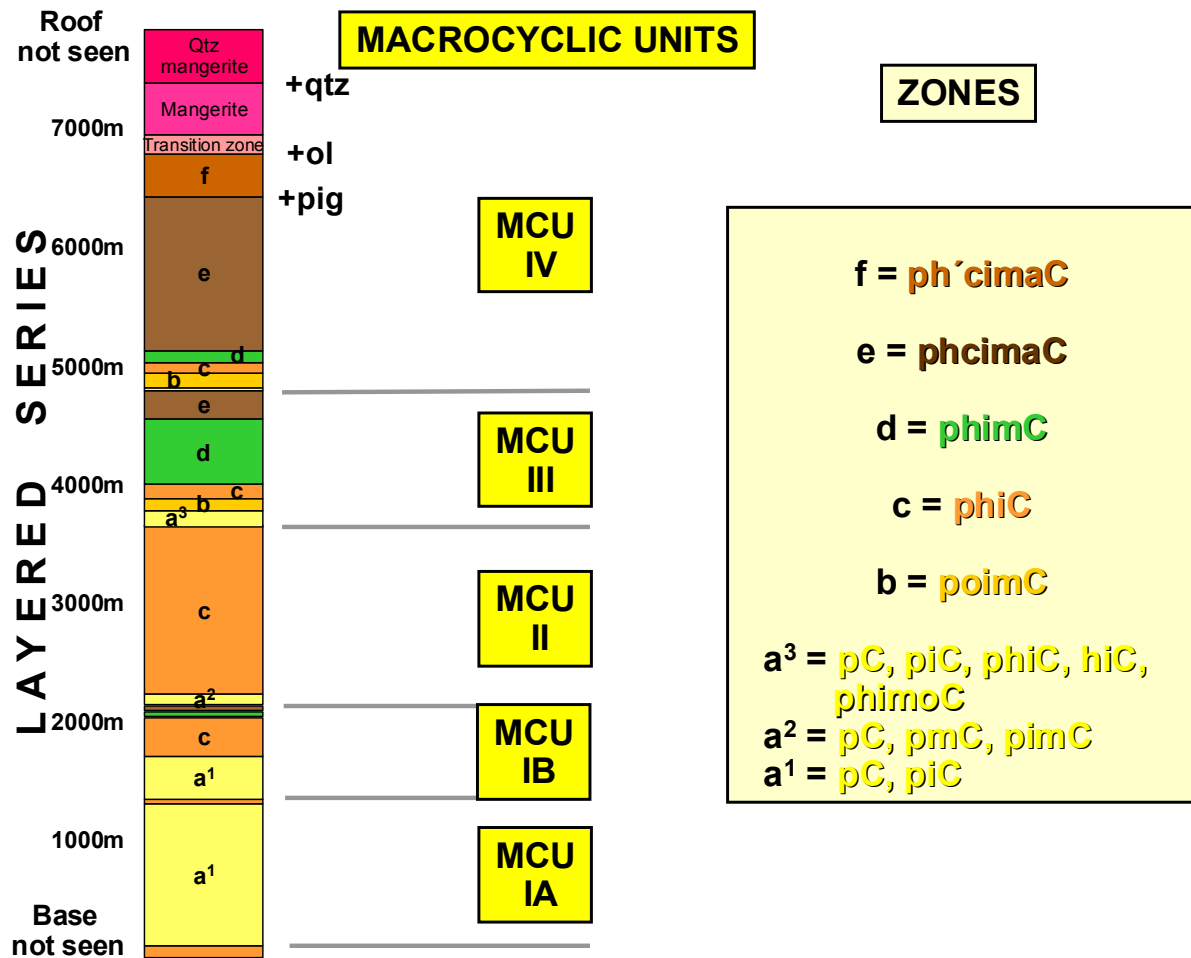 Roof
not seen
7000m
6000m
5000m
4000m
3000m
2000m
1000m
Base
not seen
LAYERED SERIES
Qtz
mangerite
Mangerite
Transition zone
f
e
d
c
b
e
d
c
b
a³
c
a²
c
a¹
a¹
+qtz
+ol
+pig
MACROCYCLIC UNITS
MCU
IV
MCU
III
MCU
II
MCU
IB
MCU
IA
ZONES
f = ph´cimaC
e = phcimaC
d = phimC
c = phiC
b = poimC
a³ = pC, piC, phiC, hiC,
phimoC
a² = pC, pmC, pimC
a¹ = pC, piC